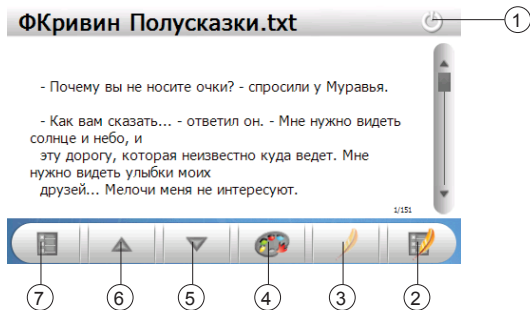 ФКривин Полусказки.txt
1
- Почему вы не носите очки? - спросили у Муравья.
- Как вам сказать... - ответил он. - Мне нужно видеть
солнце и небо, и
эту дорогу, которая неизвестно куда ведет. Мне
нужно видеть улыбки моих
друзей... Мелочи меня не интересуют.
1/151
7 6 5 4 3 2